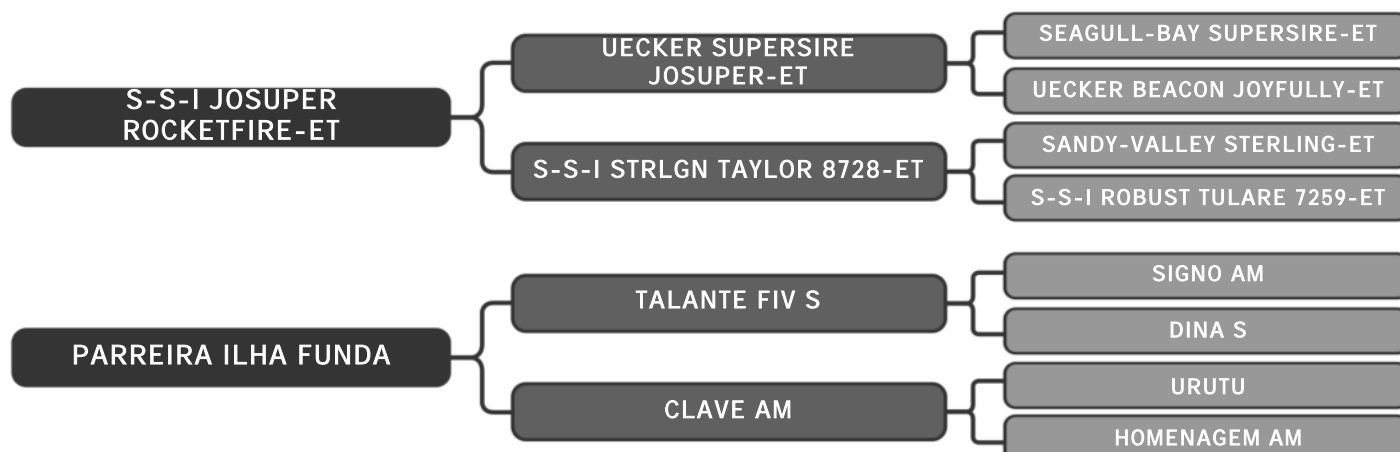 S-S-I JOSUPER
ROCKETFIRE-ET
UECKER SUPERSIRE
JOSUPER-ET
S-S-I STRLGN TAYLOR 8728-ET
SEAGULL-BAY SUPERSIRE-ET
UECKER BEACON JOYFULLY-ET
SANDY-VALLEY STERLING-ET
S-S-I ROBUST TULARE 7259-ET
PARREIRA ILHA FUNDA
TALANTE FIV S
CLAVE AM
SIGNO AM
DINA S
URUTU
HOMENAGEM AM